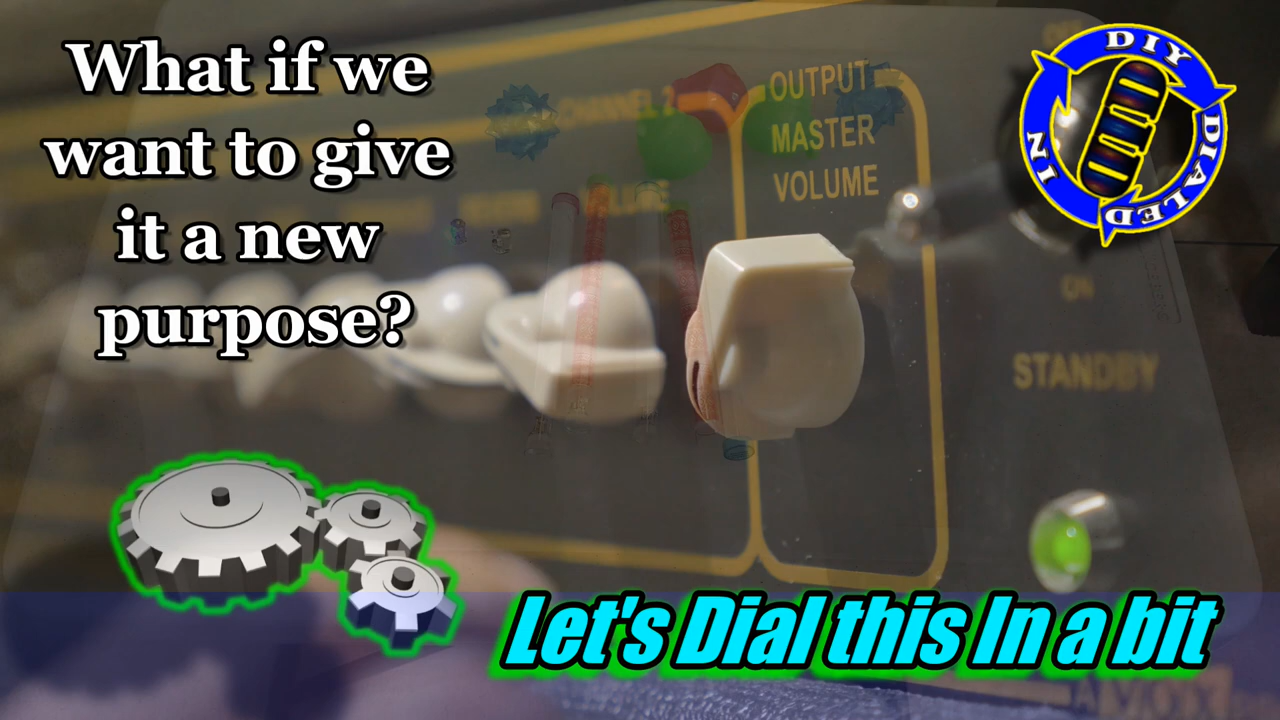 What if we
want to give
it a new
purpose?
DIY
DIALED
IN
CHANNEL 2
OUTPUT
MASTER
VOLUME
VOLUME
ON
STANDBY
Let's Dial this In a bit